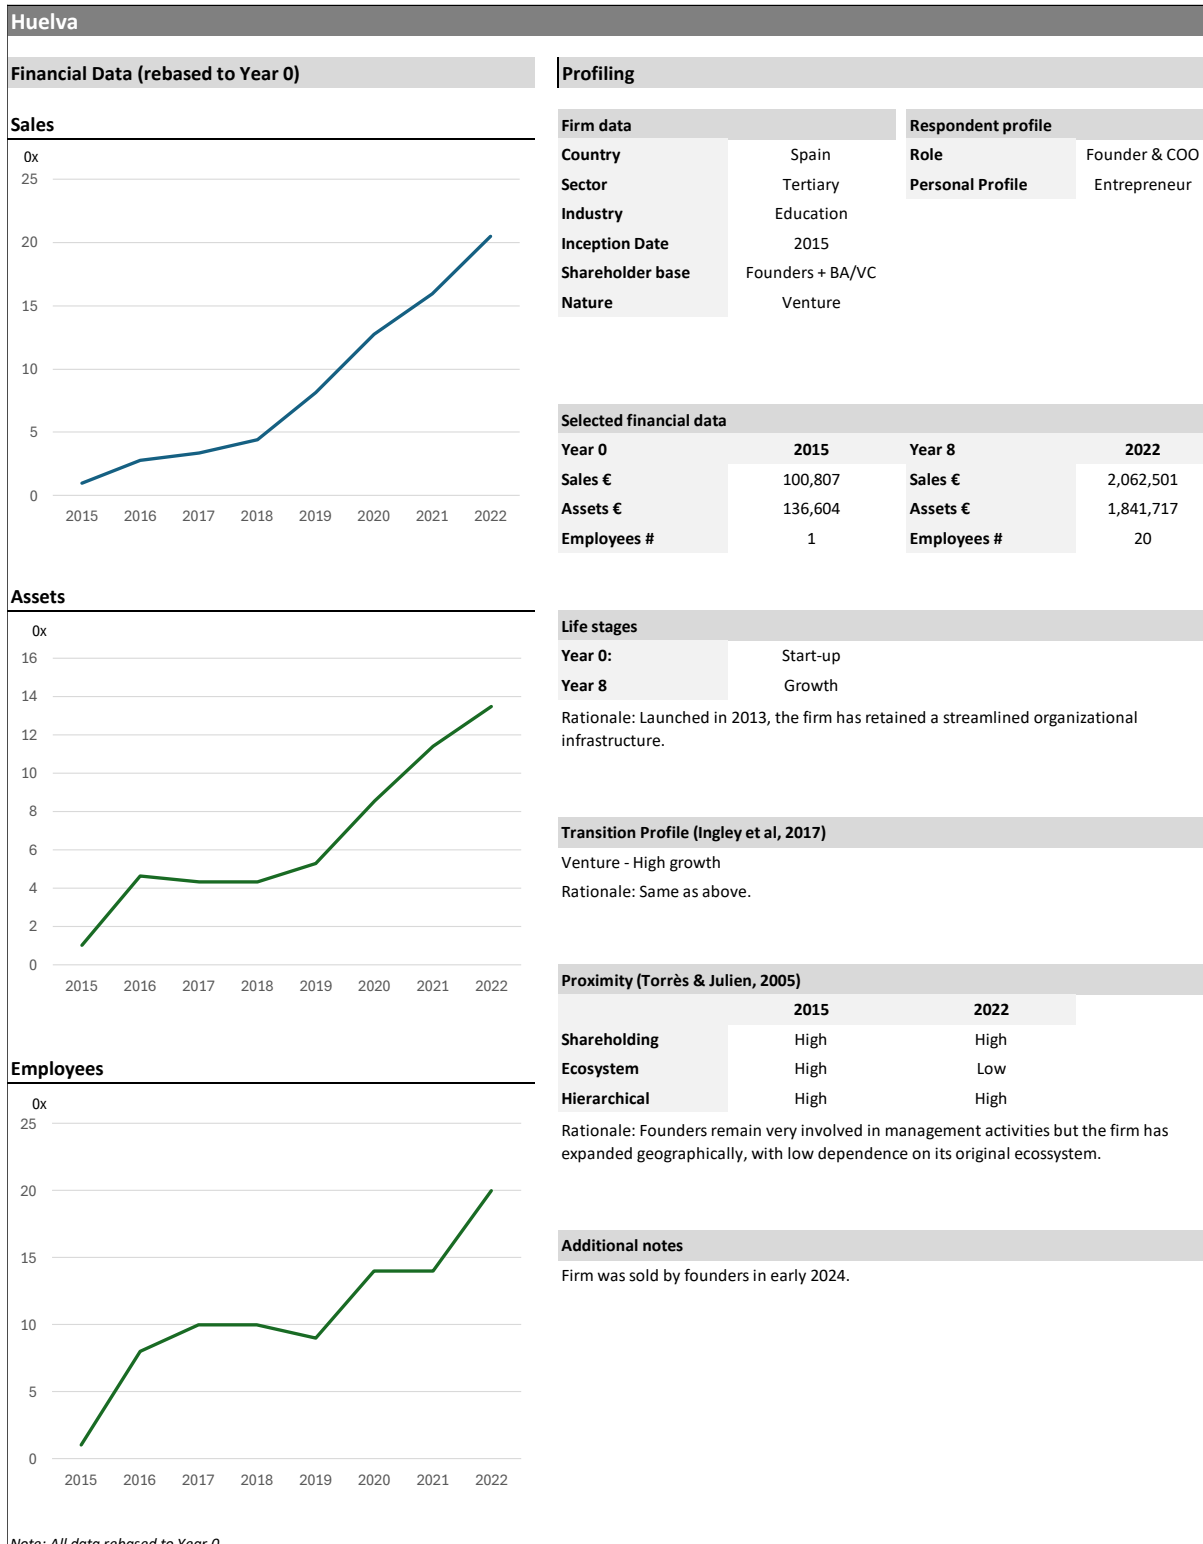 Huelva
Financial Data (rebased to Year 0)
Sales
0x
25
20
15
10
5
0
2015 2016 2017 2018 2019 2020 2021 2022
Assets
0x
16
14
12
10
8
6
4
2
0
2015 2016 2017 2018 2019 2020 2021 2022
Employees
0x
25
20
15
10
5
0
2015 2016 2017 2018 2019 2020 2021 2022
Note: All data rebased to Year 0
Profiling
Firm data Respondent profile
Country Spain Role Founder & COO
Sector Tertiary Personal Profile Entrepreneur
Industry Education
Inception Date 2015
Shareholder base Founders + BA/VC
Nature Venture
Selected financial data
Year 0 2015 Year 8 2022
Sales € 100,807 Sales € 2,062,501
Assets € 136,604 Assets € 1,841,717
Employees # 1 Employees # 20
Life stages
Year 0: Start-up
Year 8 Growth
Rationale: Launched in 2013, the firm has retained a streamlined organizational
infrastructure.
Transition Profile (Ingley et al, 2017)
Venture - High growth
Rationale: Same as above.
Proximity (Torrès & Julien, 2005)
2015 2022
Shareholding High High
Ecosystem High Low
Hierarchical High High
Rationale: Founders remain very involved in management activities but the firm has
expanded geographically, with low dependence on its original ecossystem.
Additional notes
Firm was sold by founders in early 2024.